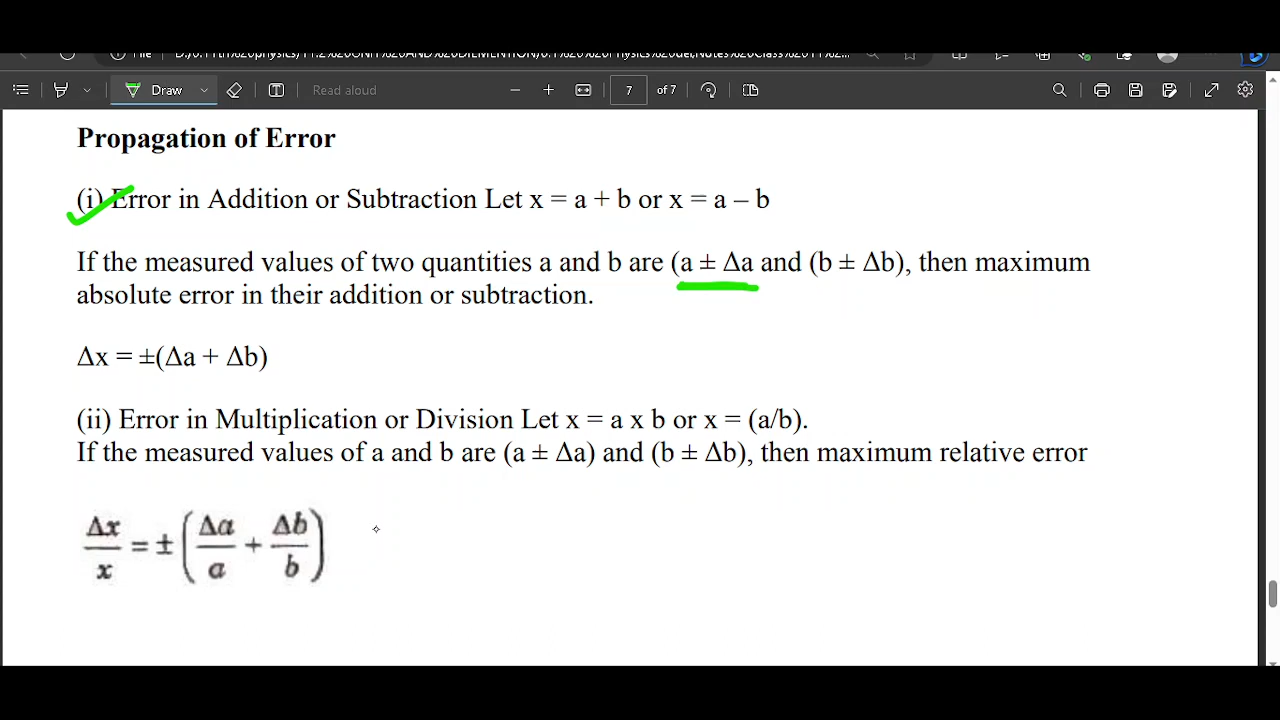 Draw
Read aloud
7
of 7
Propagation of Error
(i) Error in Addition or Subtraction Let x = a + b or x = a – b
If the measured values of two quantities a and b are (a ± Δa and (b ± Δb), then maximum
absolute error in their addition or subtraction.
Δx = ±(Δa + Δb)
(ii) Error in Multiplication or Division Let x = a x b or x = (a/b).
If the measured values of a and b are (a ± Δa) and (b ± Δb), then maximum relative error
Δx/x = ± (Δa/a + Δb/b)